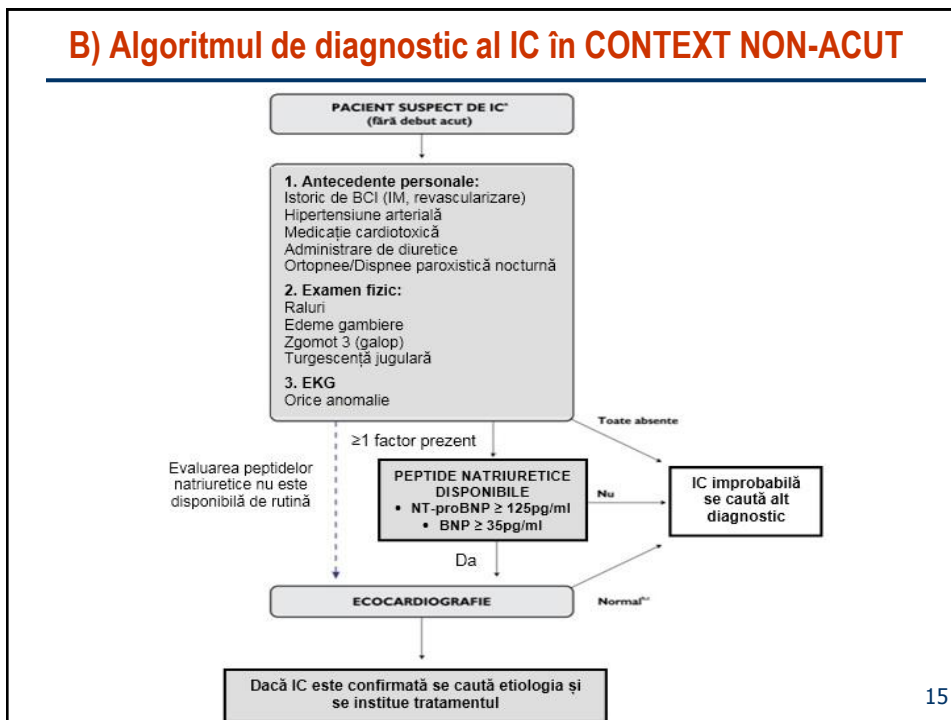 B) Algoritmul de diagnostic al IC în CONTEXT NON-ACUT
PACIENT SUSPECT DE IC*
(fără debut acut)
1. Antecedente personale:
Istoric de BCI (IM, revascularizare)
Hipertensiune arterială
Medicație cardiotoxică
Administrare de diuretice
Ortopnee/Dispnee paroxistică nocturnă
2. Examen fizic:
Raluri
Edeme gambiere
Zgomot 3 (galop)
Turgescență jugulară
3. EKG
Orice anomalie
Toate absente
≥1 factor prezent
Evaluarea peptidelor
natriuretice nu este
disponibilă de rutină
PEPTIDE NATRIURETICE
DISPONIBILE
• NT-proBNP ≥ 125pg/ml
• BNP ≥ 35pg/ml
Nu
IC improbabilă
se caută alt
diagnostic
Da
ECOCARDIOGRAFIE
Normal
Dacă IC este confirmată se caută etiologia și
se institue tratamentul
15